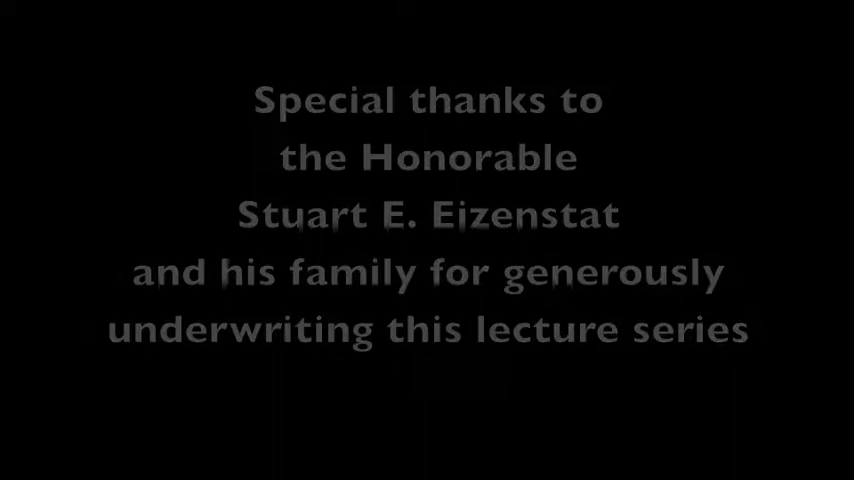 Special thanks to
the Honorable
Stuart E. Eizenstat
and his family for generously
underwriting this lecture series